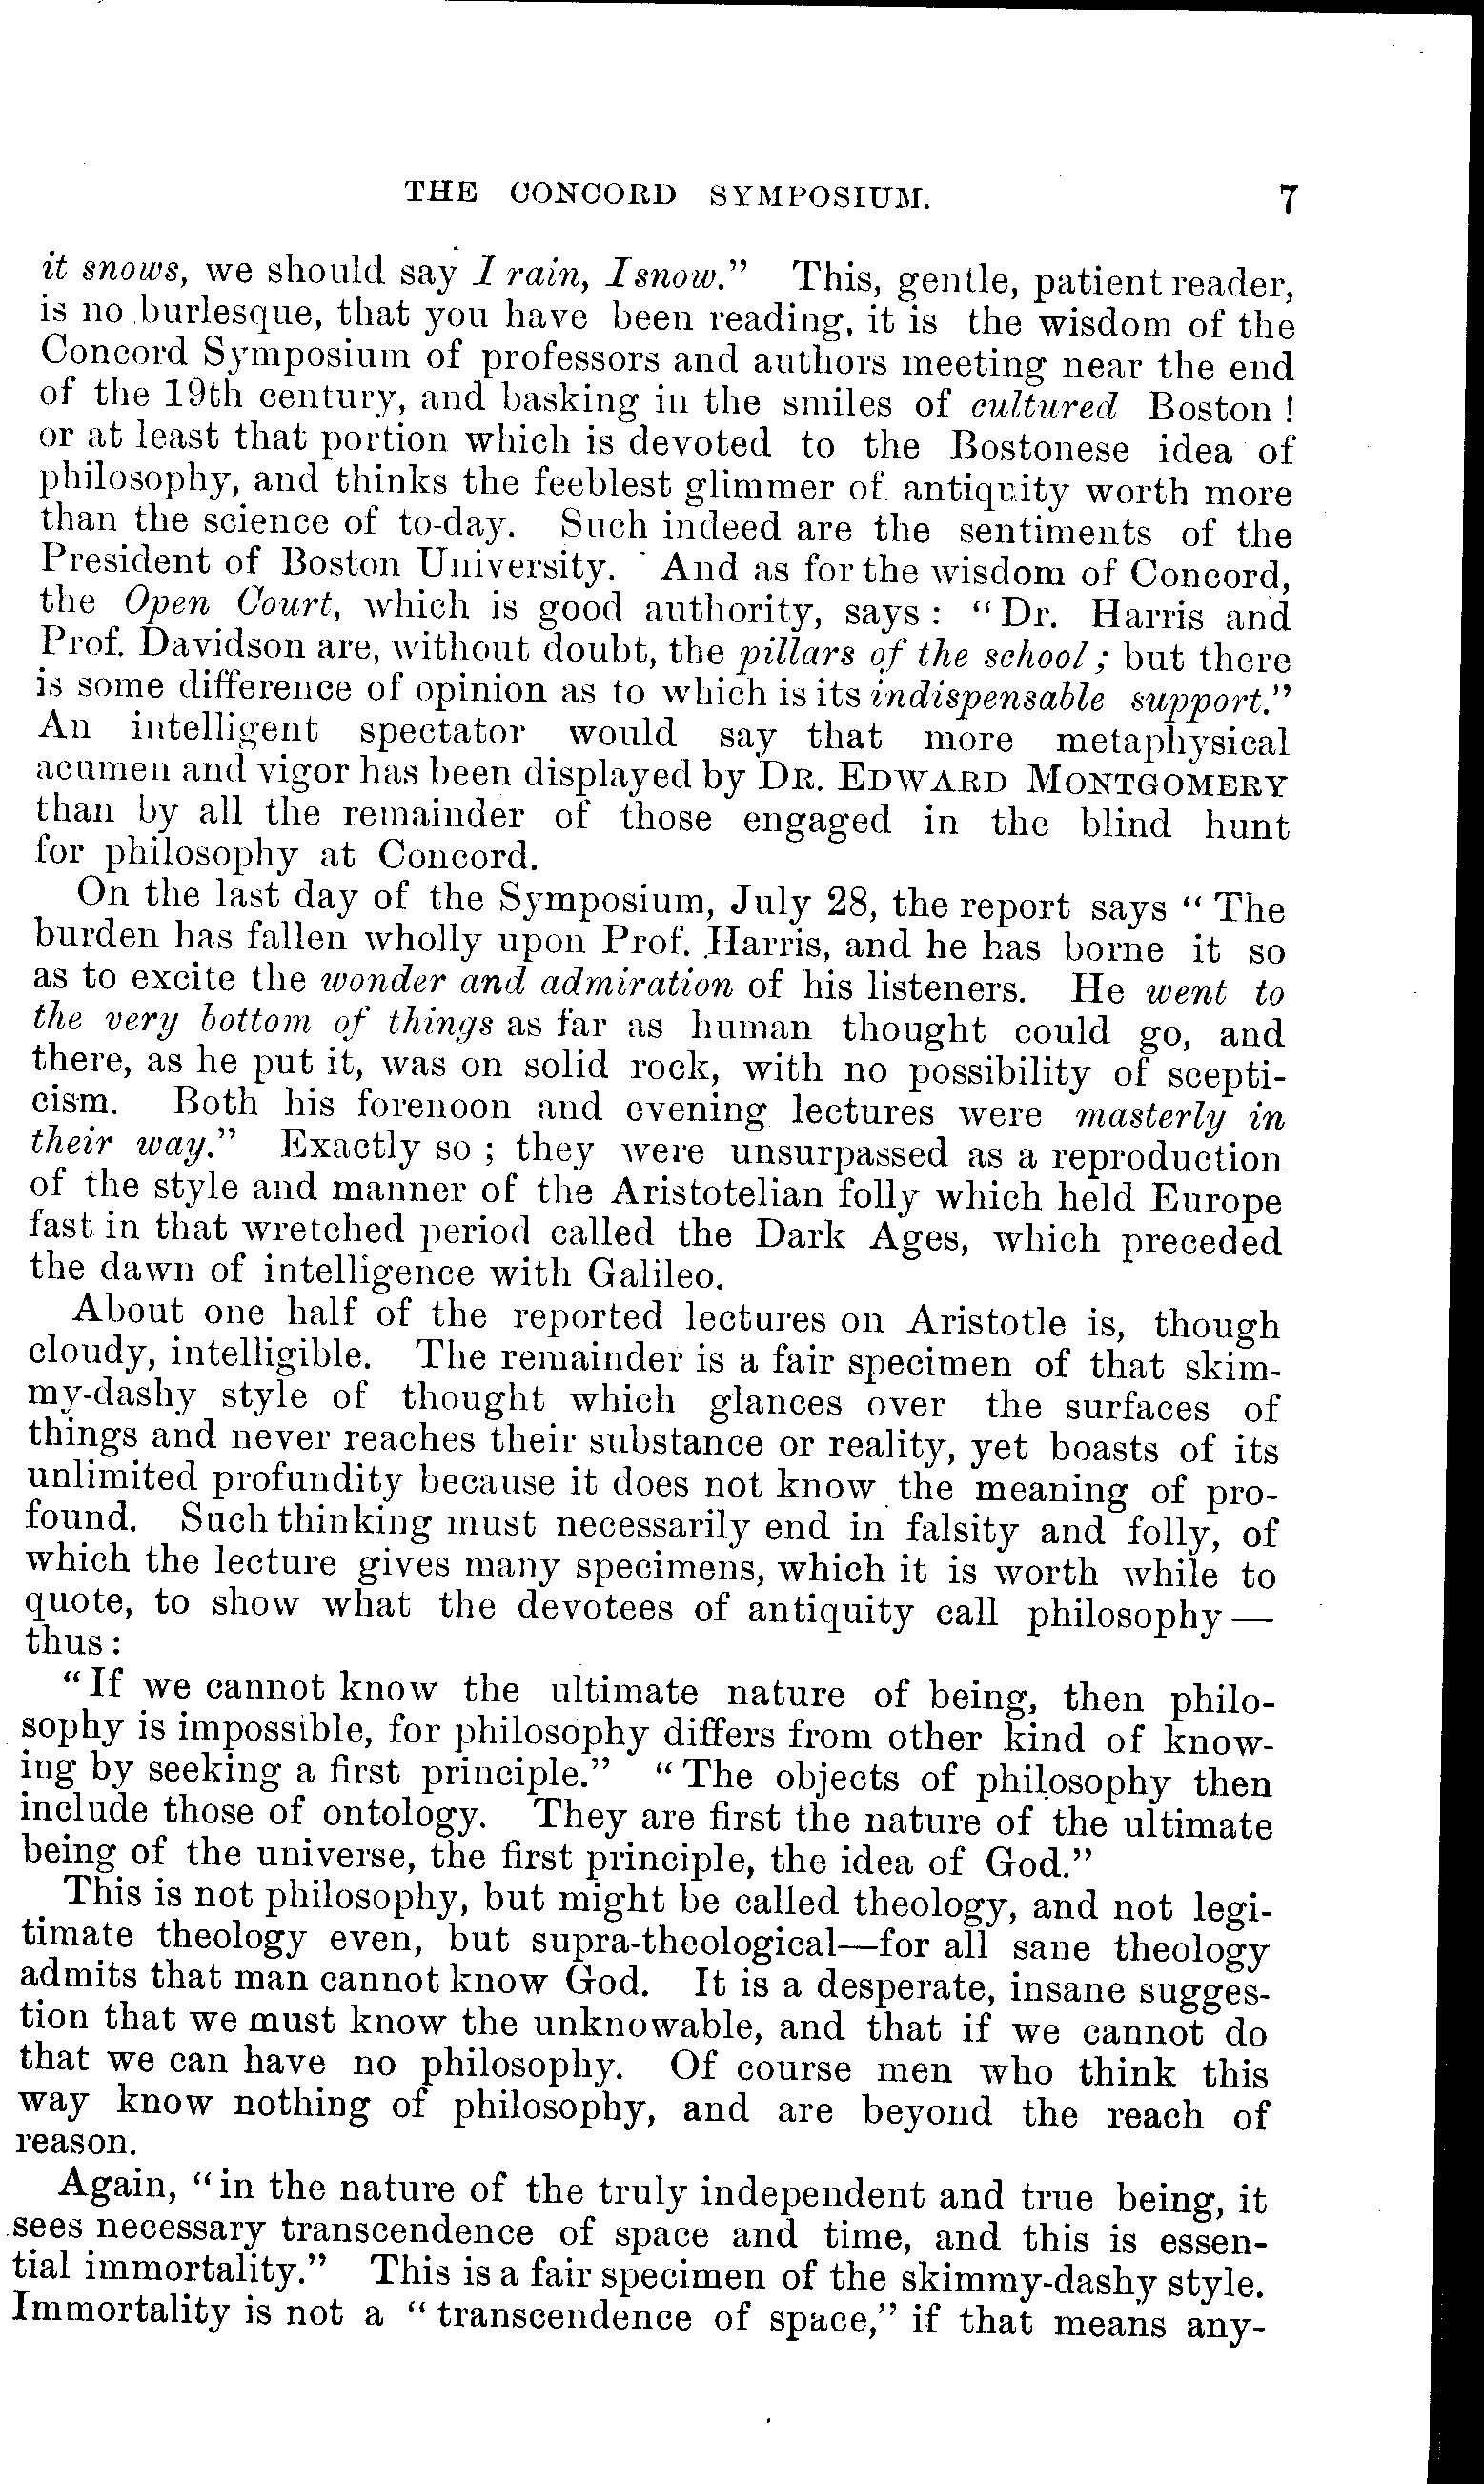 THE CONCORD SYMPOSIUM. 7
it snows, we should say I rain, I snow." This, gentle, patient reader,
is no burlesque, that you have been reading, it is the wisdom of the
Concord Symposium of professors and authors meeting near the end
of the 19th century, and basking in the smiles of cultured Boston!
or at least that portion which is devoted to the Bostonese idea of
philosophy, and thinks the feeblest glimmer of antiquity worth more
than the science of to-day. Such indeed are the sentiments of the
President of Boston University. And as for the wisdom of Concord,
the Open Court, which is good authority, says: "Dr. Harris and
Prof. Davidson are, without doubt, the pillars of the school; but there
is some difference of opinion as to which is its indispensable support."
An intelligent spectator would say that more metaphysical
acumen and vigor has been displayed by DR. EDWARD MONTGOMERY
than by all the remainder of those engaged in the blind hunt
for philosophy at Concord.
On the last day of the Symposium, July 28, the report says "The
burden has fallen wholly upon Prof. Harris, and he has borne it so
as to excite the wonder and admiration of his listeners. He went to
the very bottom of things as far as human thought could go, and
there, as he put it, was on solid rock, with no possibility of scepti-
cism. Both his forenoon and evening lectures were masterly in
their way." Exactly so; they were unsurpassed as a reproduction
of the style and manner of the Aristotelian folly which held Europe
fast in that wretched period called the Dark Ages, which preceded
the dawn of intelligence with Galileo.
About one half of the reported lectures on Aristotle is, though
cloudy, intelligible. The remainder is a fair specimen of that skim-
my-dashy style of thought which glances over the surfaces of
things and never reaches their substance or reality, yet boasts of its
unlimited profundity because it does not know the meaning of pro-
found. Such thinking must necessarily end in falsity and folly, of
which the lecture gives many specimens, which it is worth while to
quote, to show what the devotees of antiquity call philosophy—
thus:
"If we cannot know the ultimate nature of being, then philo-
sophy is impossible, for philosophy differs from other kind of know-
ing by seeking a first principle." "The objects of philosophy then
include those of ontology. They are first the nature of the ultimate
being of the universe, the first principle, the idea of God."
This is not philosophy, but might be called theology, and not legi-
timate theology even, but supra-theological—for all sane theology
admits that man cannot know God. It is a desperate, insane sugges-
tion that we must know the unknowable, and that if we cannot do
that we can have no philosophy. Of course men who think this
way know nothing of philosophy, and are beyond the reach of
reason.
Again, "in the nature of the truly independent and true being, it
sees necessary transcendence of space and time, and this is essen-
tial immortality." This is a fair specimen of the skimmy-dashy style.
Immortality is not a "transcendence of space," if that means any-